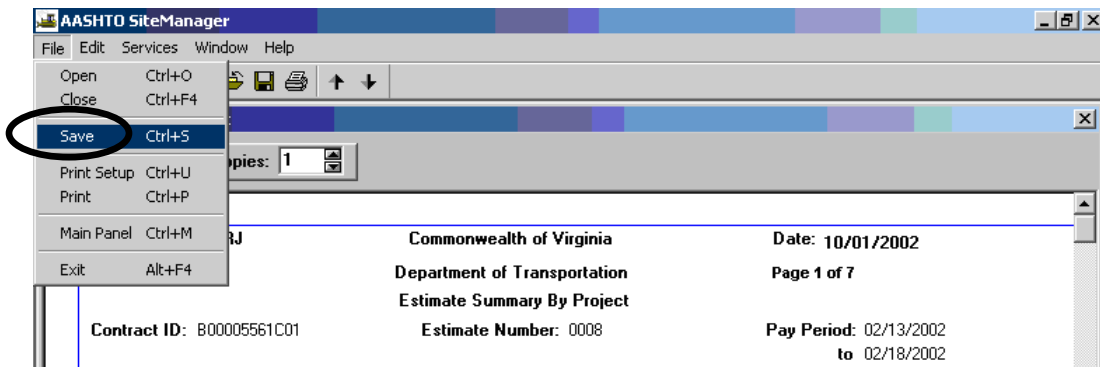 AASHTO SiteManager
File Edit Services Window Help
Open Ctrl+O
Close Ctrl+F4
Save Ctrl+S
opies: 1
Print Setup Ctrl+U
Print Ctrl+P
Main Panel Ctrl+M
RJ Commonwealth of Virginia Date: 10/01/2002
Exit Alt+F4
Department of Transportation Page 1 of 7
Estimate Summary By Project
Contract ID: B00005561C01 Estimate Number: 0008 Pay Period: 02/13/2002
to 02/18/2002